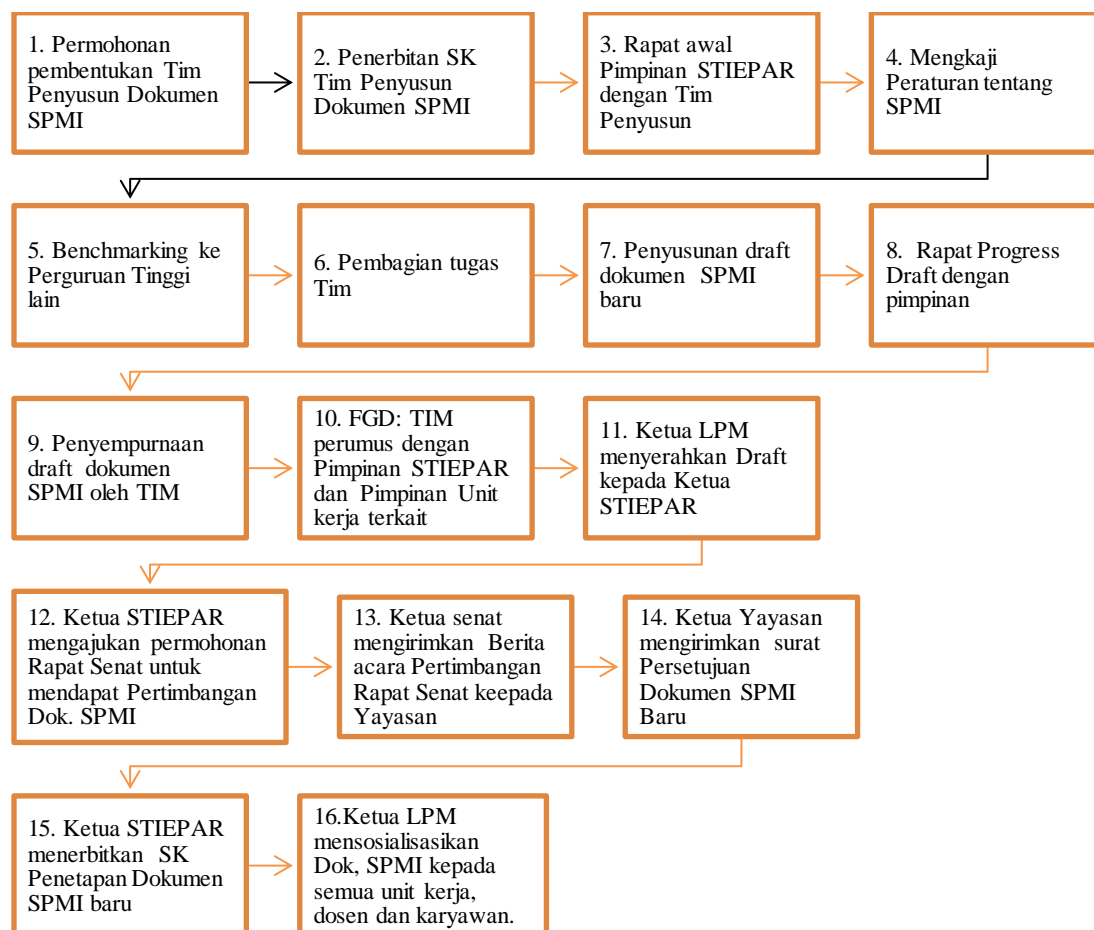 1. Permohonan
pembentukan Tim
Penyusun Dokumen
SPMI
2. Penerbitan SK
Tim Penyusun
Dokumen SPMI
3. Rapat awal
Pimpinan STIEPAR
dengan Tim
Penyusun
4. Mengkaji
Peraturan tentang
SPMI
5. Benchmarking ke
Perguruan Tinggi
lain
6. Pembagian tugas
Tim
7. Penyusunan draft
dokumen SPMI
baru
8. Rapat Progress
Draft dengan
pimpinan
9. Penyempurnaan
draft dokumen
SPMI oleh TIM
10. FGD: TIM
perumus dengan
Pimpinan STIEPAR
dan Pimpinan Unit
kerja terkait
11. Ketua LPM
menyerahkan Draft
kepada Ketua
STIEPAR
12. Ketua STIEPAR
mengajukan permohonan
Rapat Senat untuk
mendapat Pertimbangan
Dok. SPMI
13. Ketua senat
mengirimkan Berita
acara Pertimbangan
Rapat Senat keepada
Yayasan
14. Ketua Yayasan
mengirimkan surat
Persetujuan
Dokumen SPMI
Baru
15. Ketua STIEPAR
menerbitkan SK
Penetapan Dokumen
SPMI baru
16.Ketua LPM
mensosialisasikan
Dok, SPMI kepada
semua unit kerja,
dosen dan karyawan.